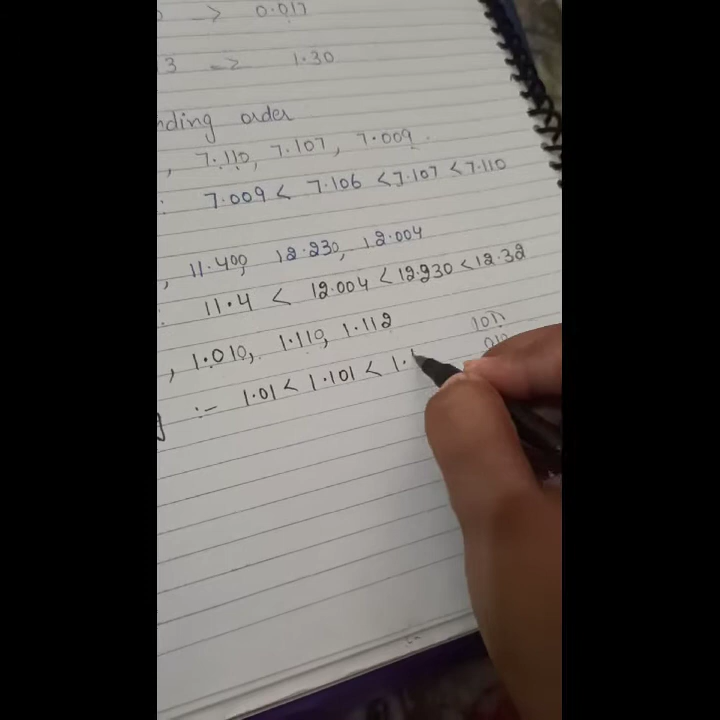 -> 0.017
3 -> 1.30
nding order
, 7.110, 7.107, 7.009.
: 7.009 < 7.106 < 7.107 < 7.110
, 11.400, 12.230, 12.004
: 11.4 < 12.004 < 12.230 < 12.32
, 1.010, 1.110, 1.112
:- 1.01 < 1.101 < 1.1